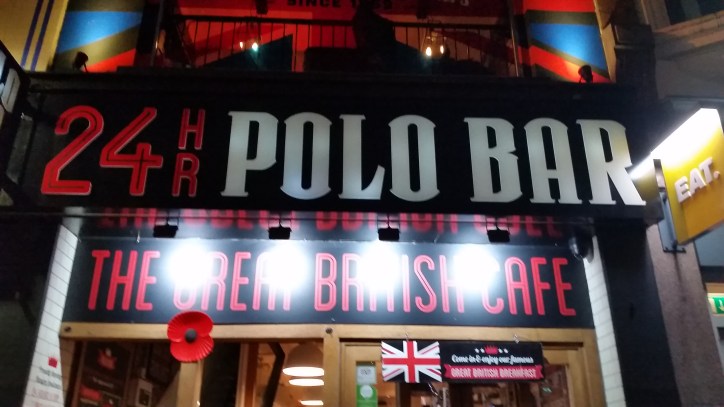 24 HR POLO BAR
EAT.
THE GREAT BRITISH CAFE
Come in & enjoy our famous
GREAT BRITISH BREAKFAST